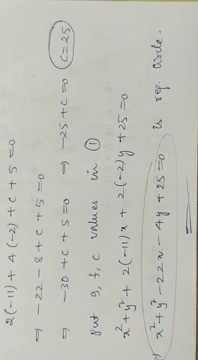 2(-11) + 4(-2) + c + 5 = 0
⇒ -22 - 8 + c + 5 = 0
⇒ -30 + c + 5 = 0 ⇒ -25 + c = 0 c = 25
put g, f, c values in ①
x²+y²+2(-11)x + 2(-2)y + 25 = 0
⇒ x²+y²-22x - 4y + 25 = 0 is req. circle.